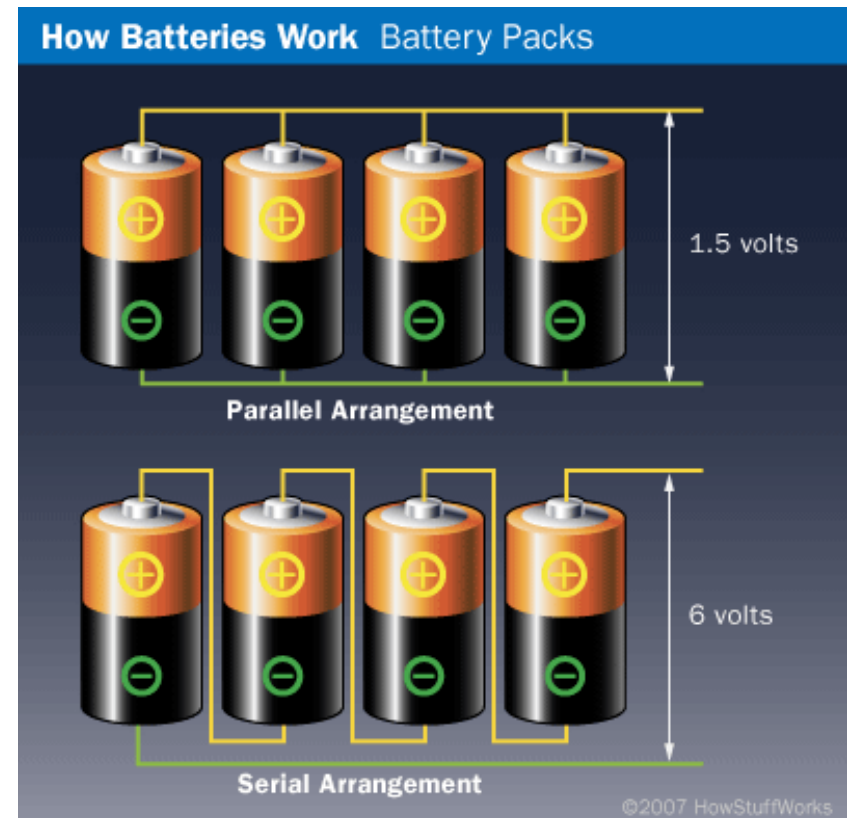 How Batteries Work Battery Packs
+ + + +
1.5 volts
- - - -
Parallel Arrangement
+ + + +
6 volts
- - - -
Serial Arrangement
©2007 HowStuffWorks